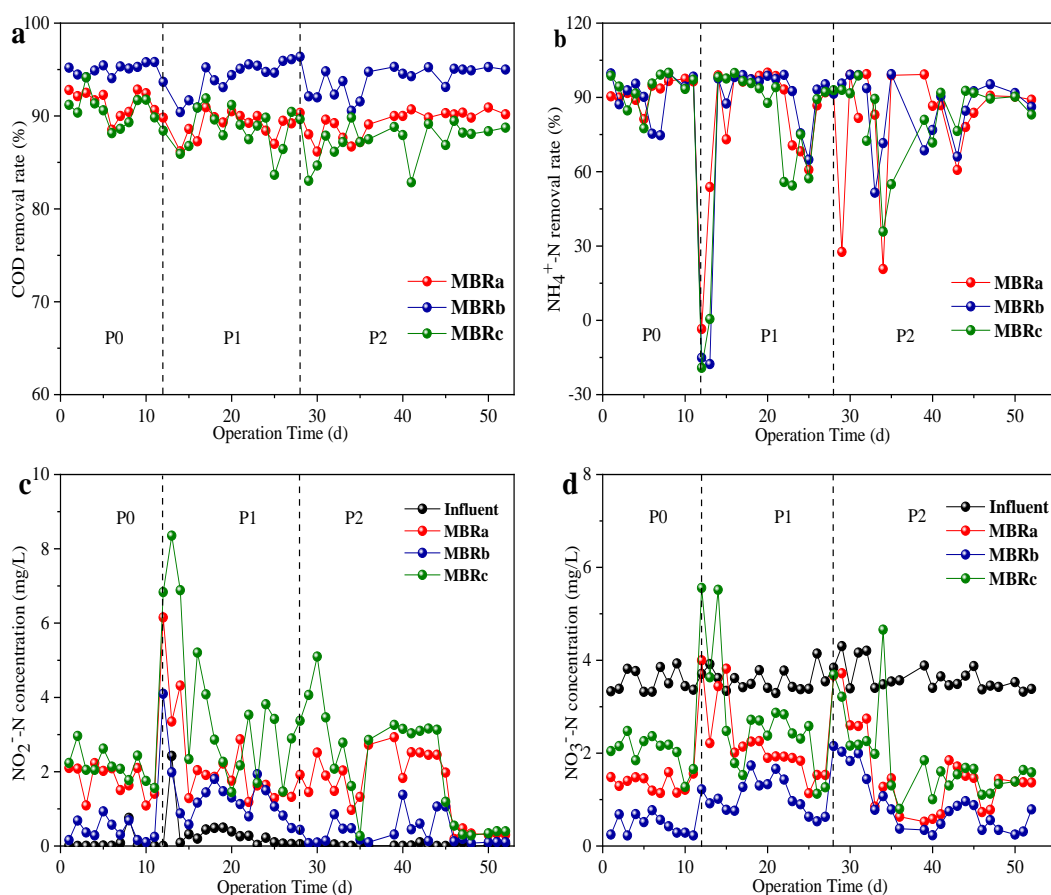 a
COD removal rate (%)
100
90
80
70
60
P0
P1
P2
MBRa
MBRb
MBRc
0
10
20
30
40
50
Operation Time (d)
b
NH4+-N removal rate (%)
120
90
60
30
0
-30
P0
P1
P2
MBRa
MBRb
MBRc
0
10
20
30
40
50
Operation Time (d)
c
NO2--N concentration (mg/L)
10
8
6
4
2
0
P0
P1
P2
Influent
MBRa
MBRb
MBRc
0
10
20
30
40
50
Operation Time (d)
d
NO3--N concentration (mg/L)
8
6
4
2
0
P0
P1
P2
Influent
MBRa
MBRb
MBRc
0
10
20
30
40
50
Operation Time (d)